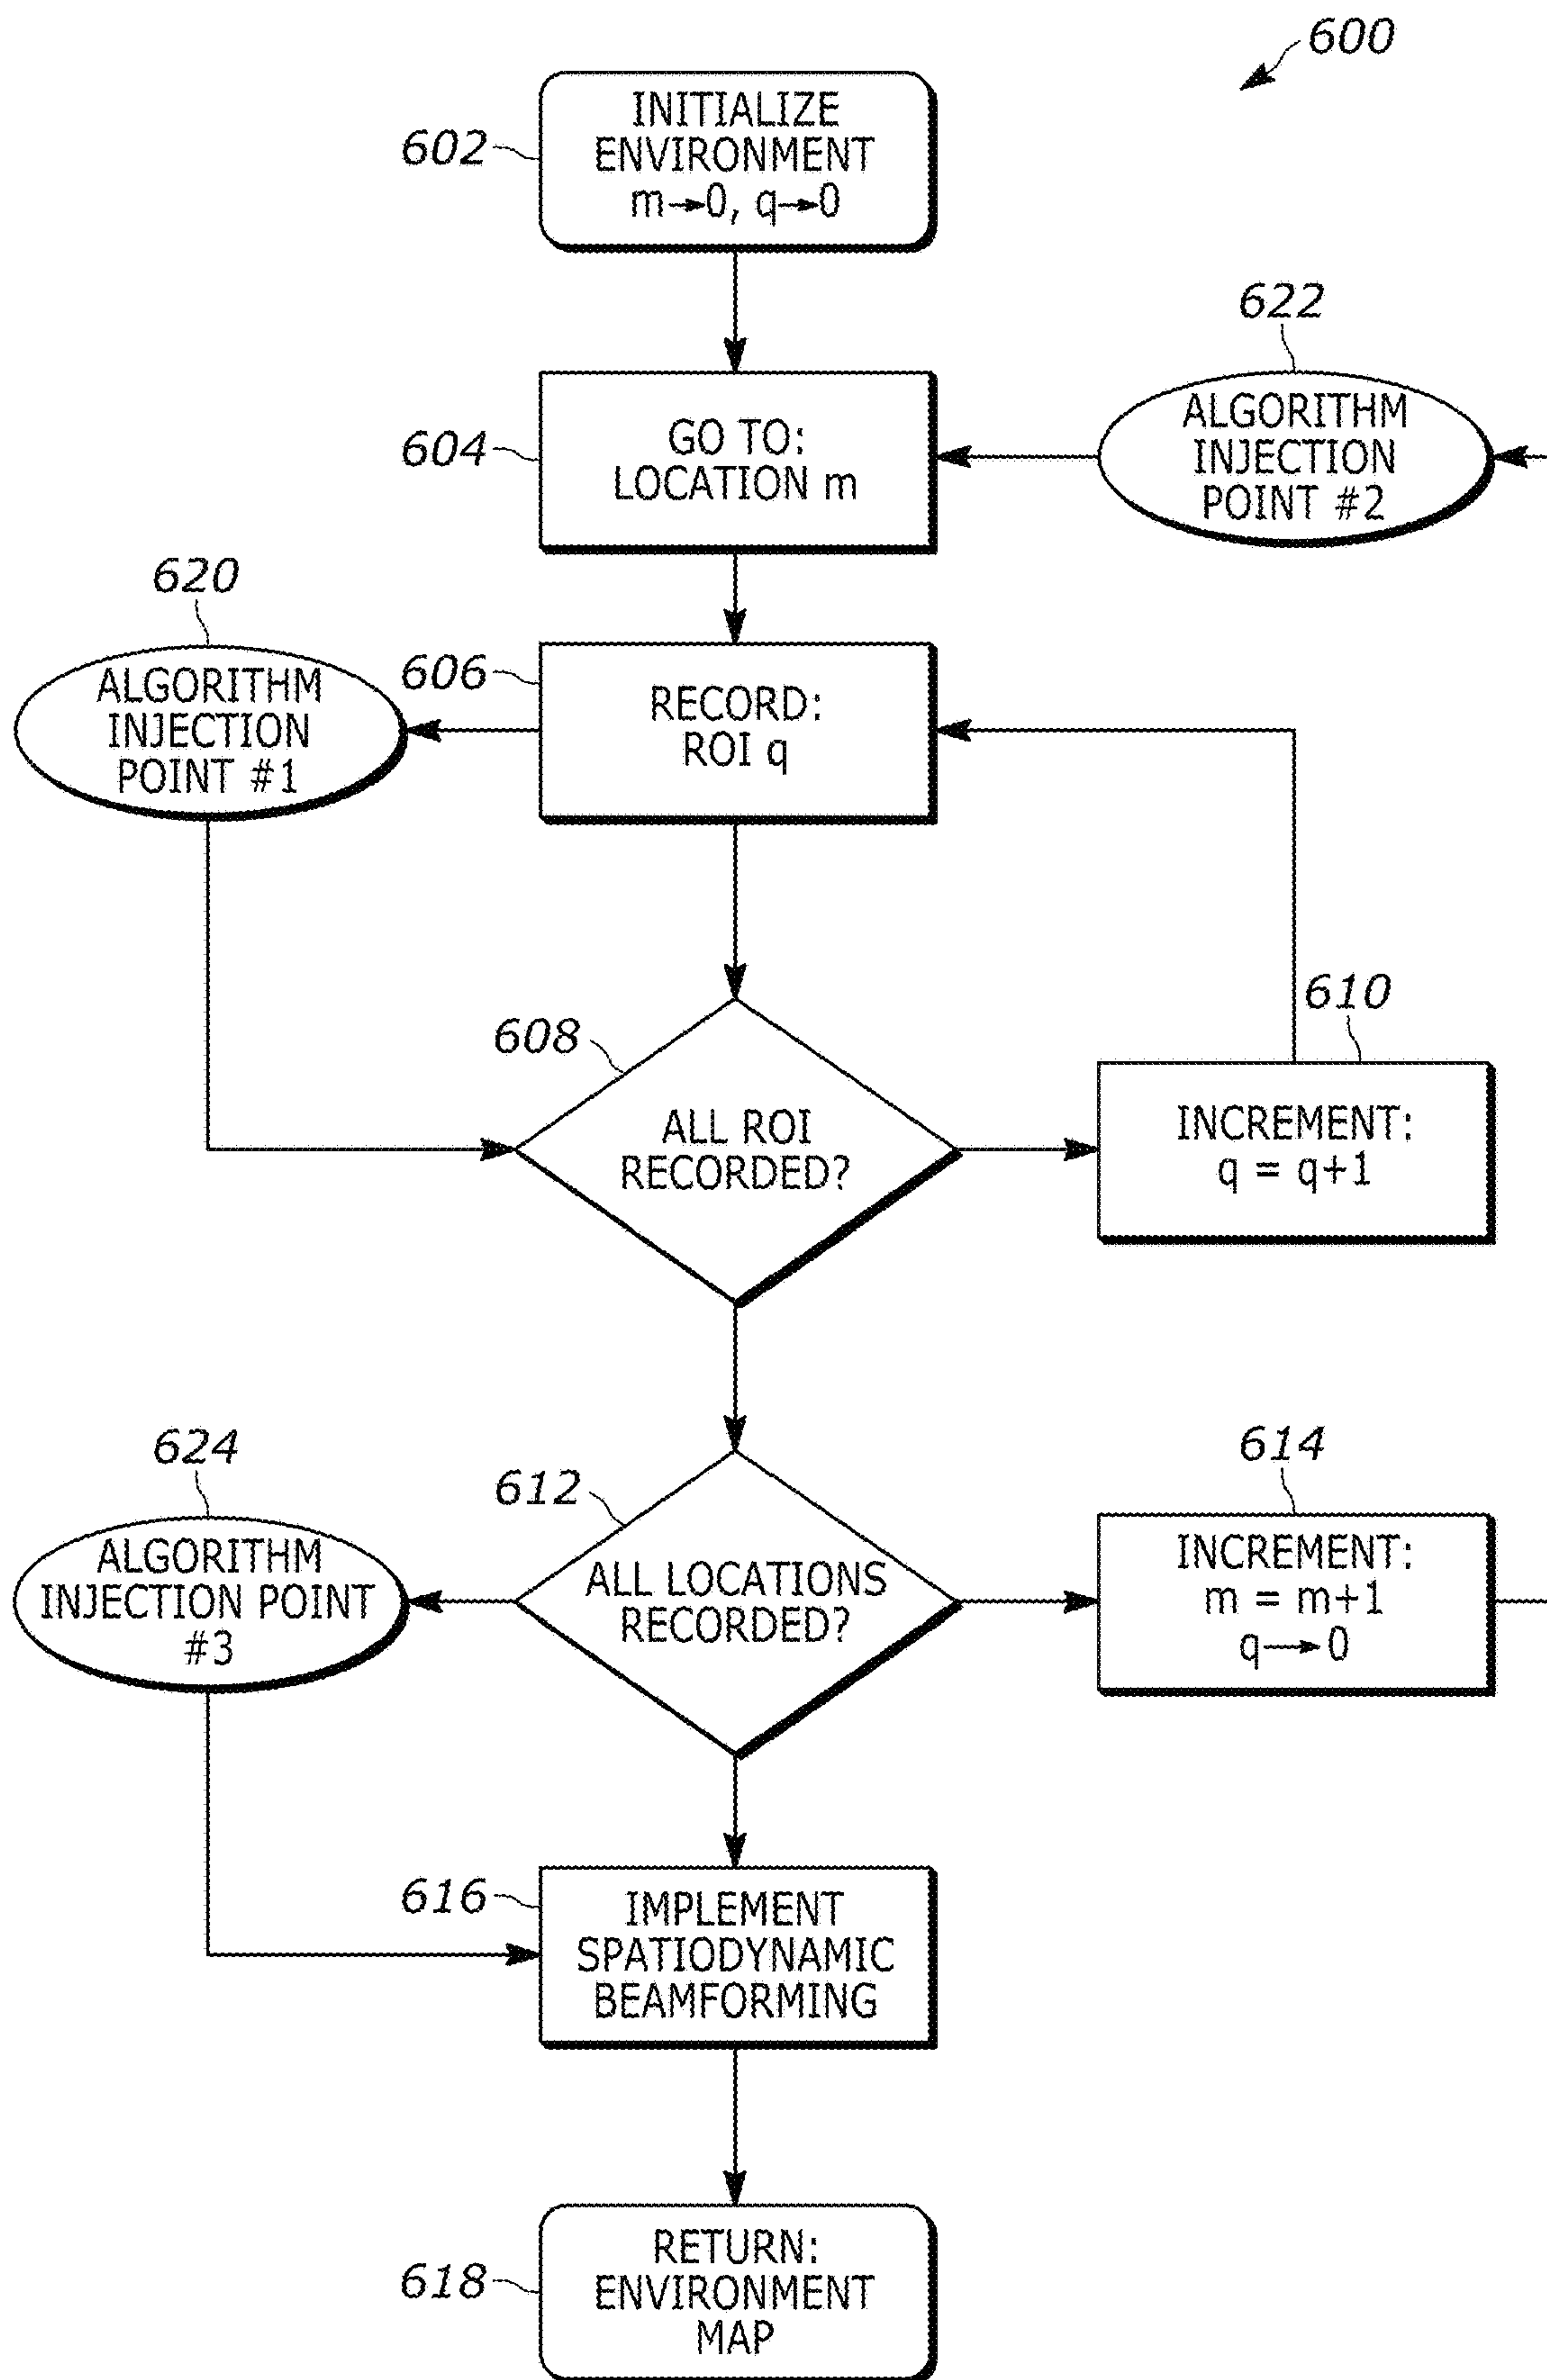 600
INITIALIZE
ENVIRONMENT
m→0, q→0
602
622
GO TO:
LOCATION m
604
ALGORITHM
INJECTION
POINT #2
620
606
ALGORITHM
INJECTION
POINT #1
RECORD:
ROI q
610
608
ALL ROI
RECORDED?
INCREMENT:
q = q+1
624
612
614
ALGORITHM
INJECTION POINT
#3
ALL LOCATIONS
RECORDED?
INCREMENT:
m = m+1
q→0
616
IMPLEMENT
SPATIODYNAMIC
BEAMFORMING
618
RETURN:
ENVIRONMENT
MAP